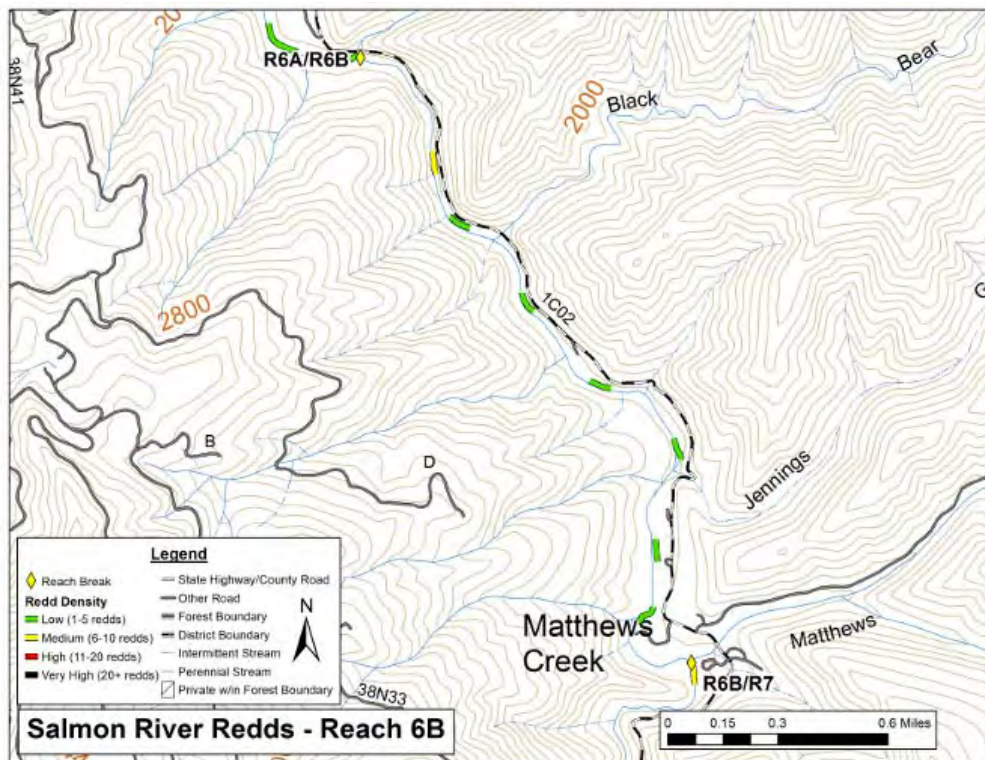 20
R6A/R6B
38N41
Bear
Black
2000
1C02
2800
B
D
G
Jennings
Legend
Reach Break
Redd Density
Low (1-5 redds)
Medium (6-10 redds)
High (11-20 redds)
Very High (20+ redds)
State Highway/County Road
Other Road
Forest Boundary
District Boundary
Intermittent Stream
Perennial Stream
Private w/in Forest Boundary
N
Matthews
Creek
Matthews
R6B/R7
38N33
Salmon River Redds - Reach 6B
0 0.15 0.3 0.6 Miles